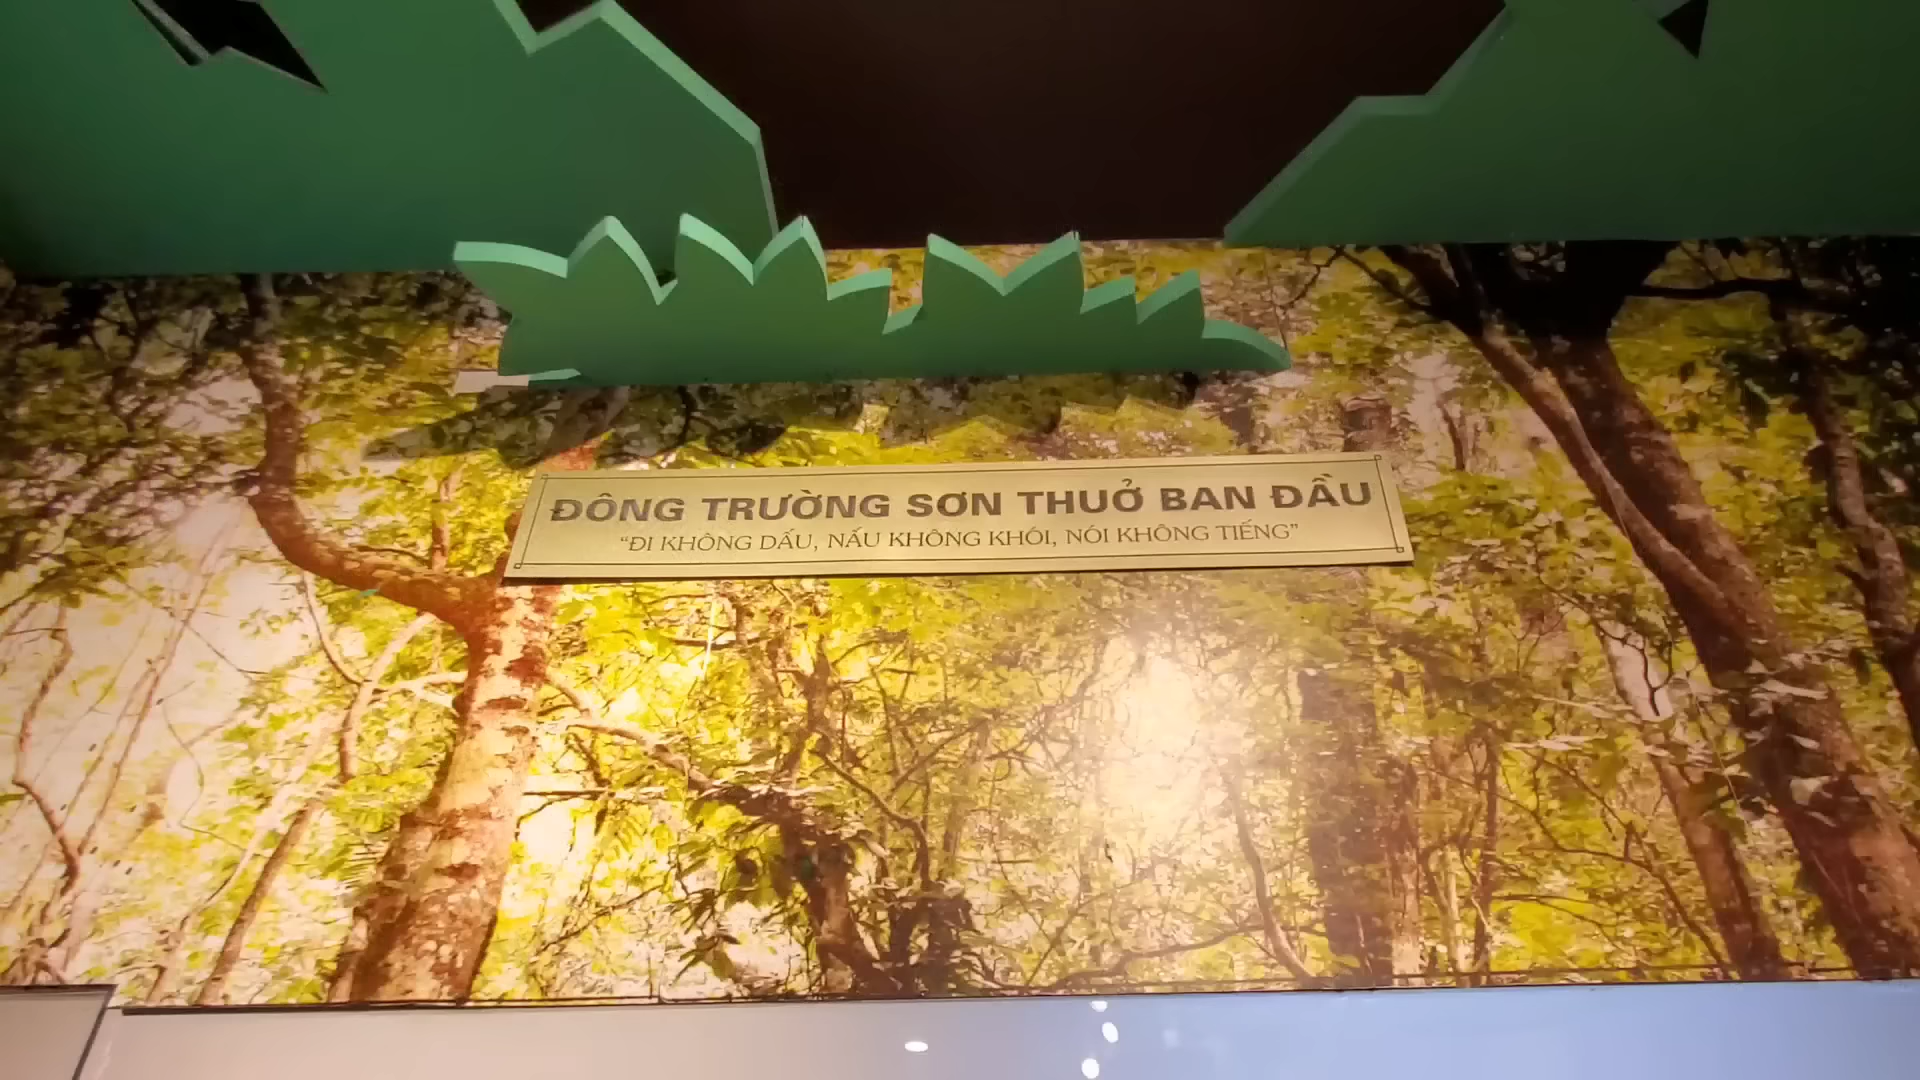 ĐÔNG TRƯỜNG SƠN THUỞ BAN ĐẦU
“ĐI KHÔNG DẤU, NẤU KHÔNG KHÓI, NÓI KHÔNG TIẾNG”